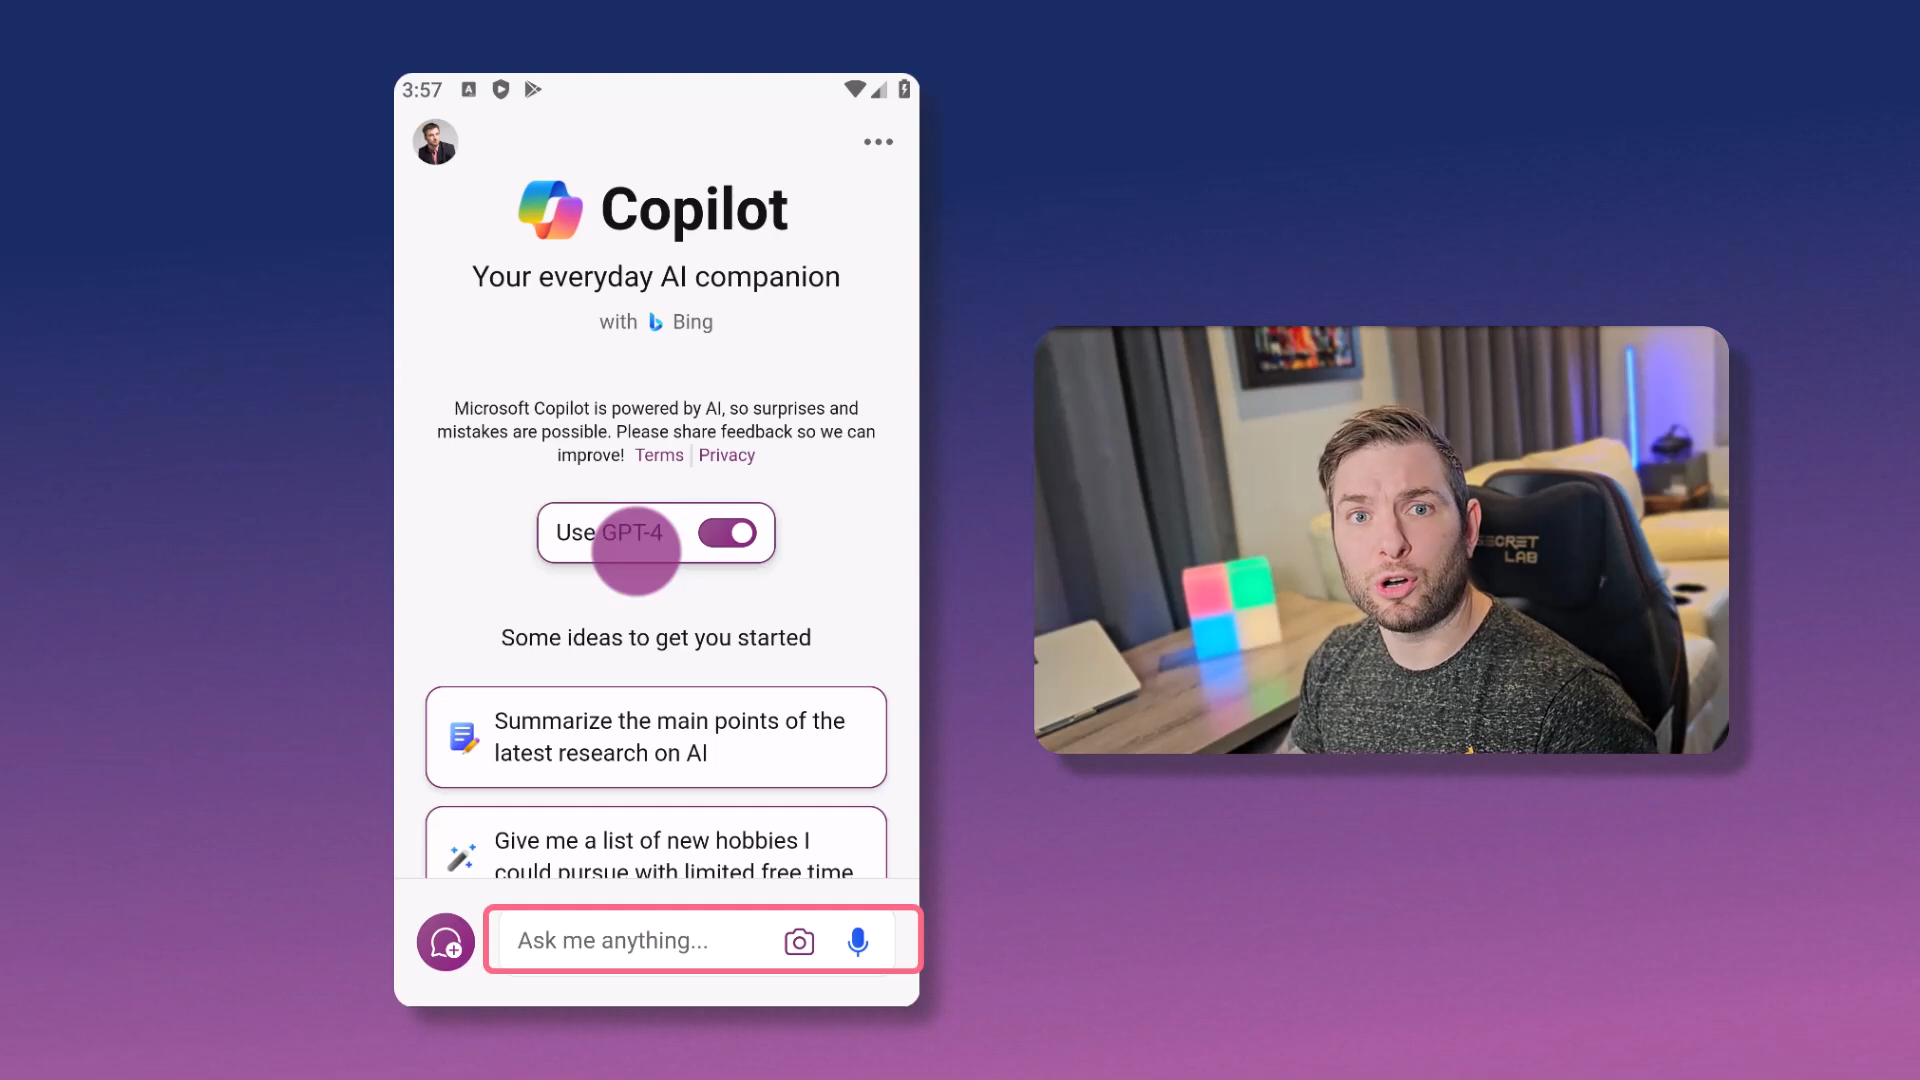 3:57
Copilot
Your everyday AI companion
with Bing
Microsoft Copilot is powered by AI, so surprises and
mistakes are possible. Please share feedback so we can
improve! Terms Privacy
Use GPT-4
Some ideas to get you started
Summarize the main points of the
latest research on AI
Give me a list of new hobbies I
could pursue with limited free time
Ask me anything...
SECRET
LAB